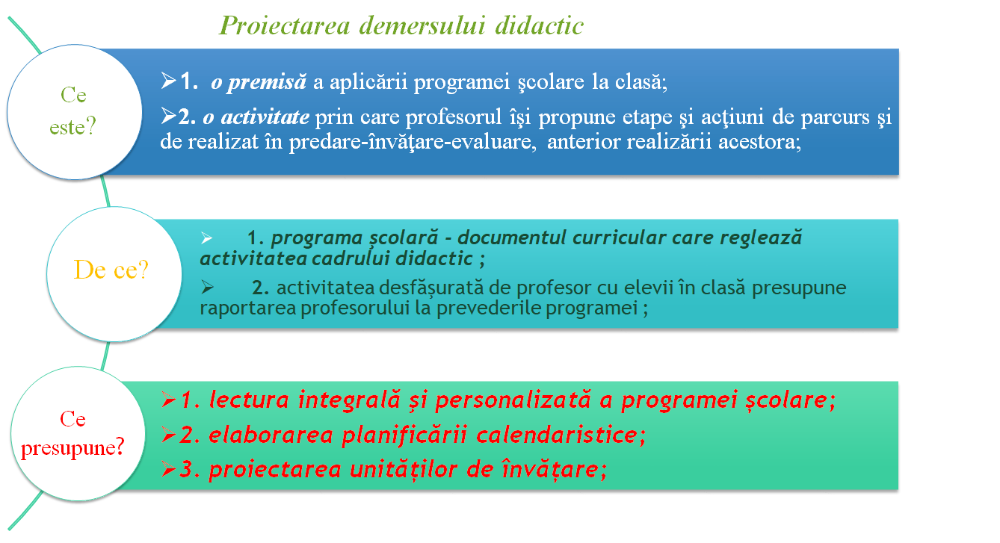 Proiectarea demersului didactic
Ce
este?
➢1. o premisă a aplicării programei şcolare la clasă;
➢2. o activitate prin care profesorul îşi propune etape şi acţiuni de parcurs şi
de realizat în predare-învăţare-evaluare, anterior realizării acestora;
De ce?
➢ 1. programa şcolară - documentul curricular care reglează
activitatea cadrului didactic ;
➢ 2. activitatea desfășurată de profesor cu elevii în clasă presupune
raportarea profesorului la prevederile programei ;
Ce
presupune?
➢1. lectura integrală și personalizată a programei școlare;
➢2. elaborarea planificării calendaristice;
➢3. proiectarea unităților de învățare;